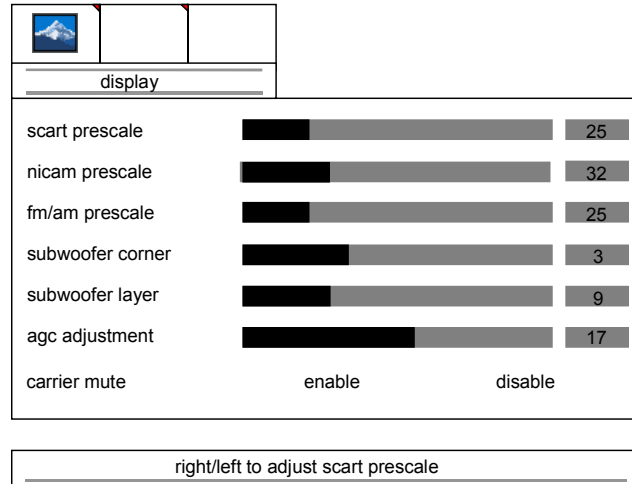 display
scart prescale 25
nicam prescale 32
fm/am prescale 25
subwoofer corner 3
subwoofer layer 9
agc adjustment 17
carrier mute enable disable
right/left to adjust scart prescale